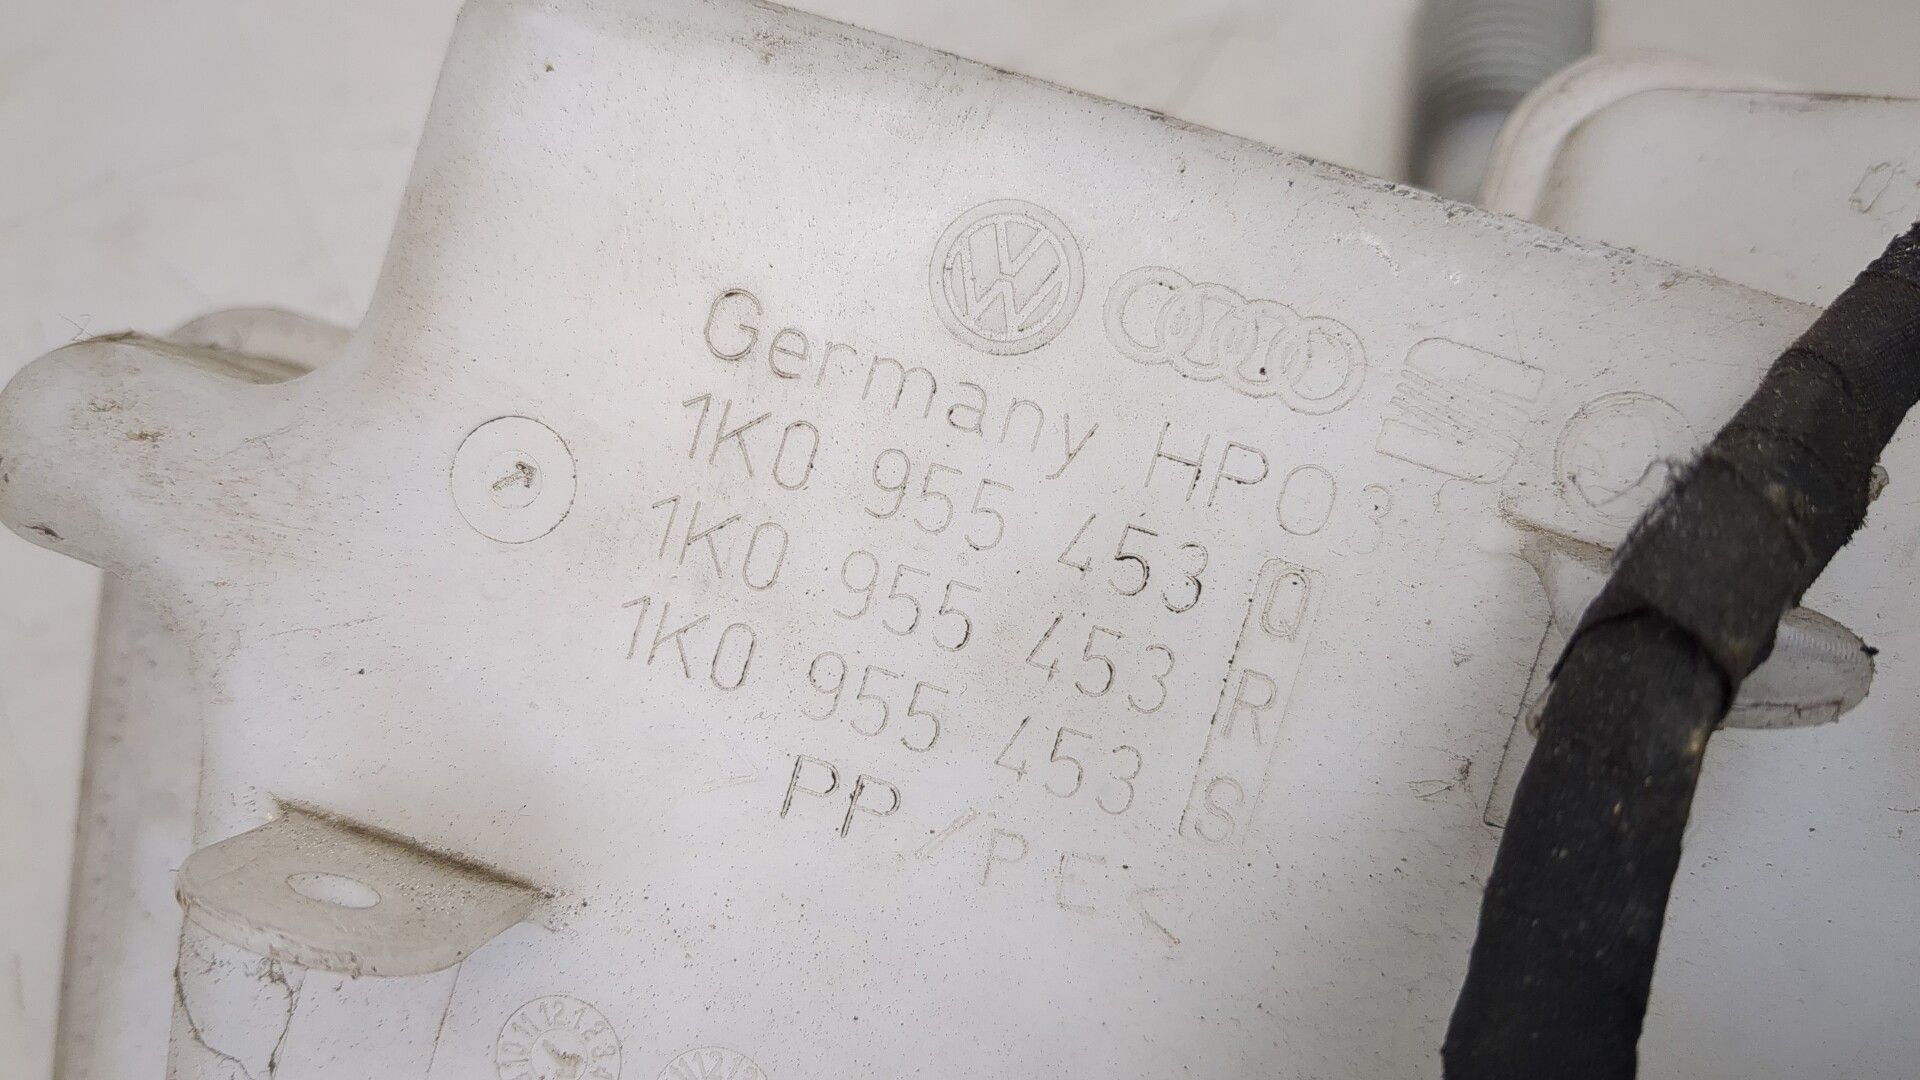 Germany HP03
1K0 955 453 Q
1K0 955 453 R
1K0 955 453 S
>PP/PE<